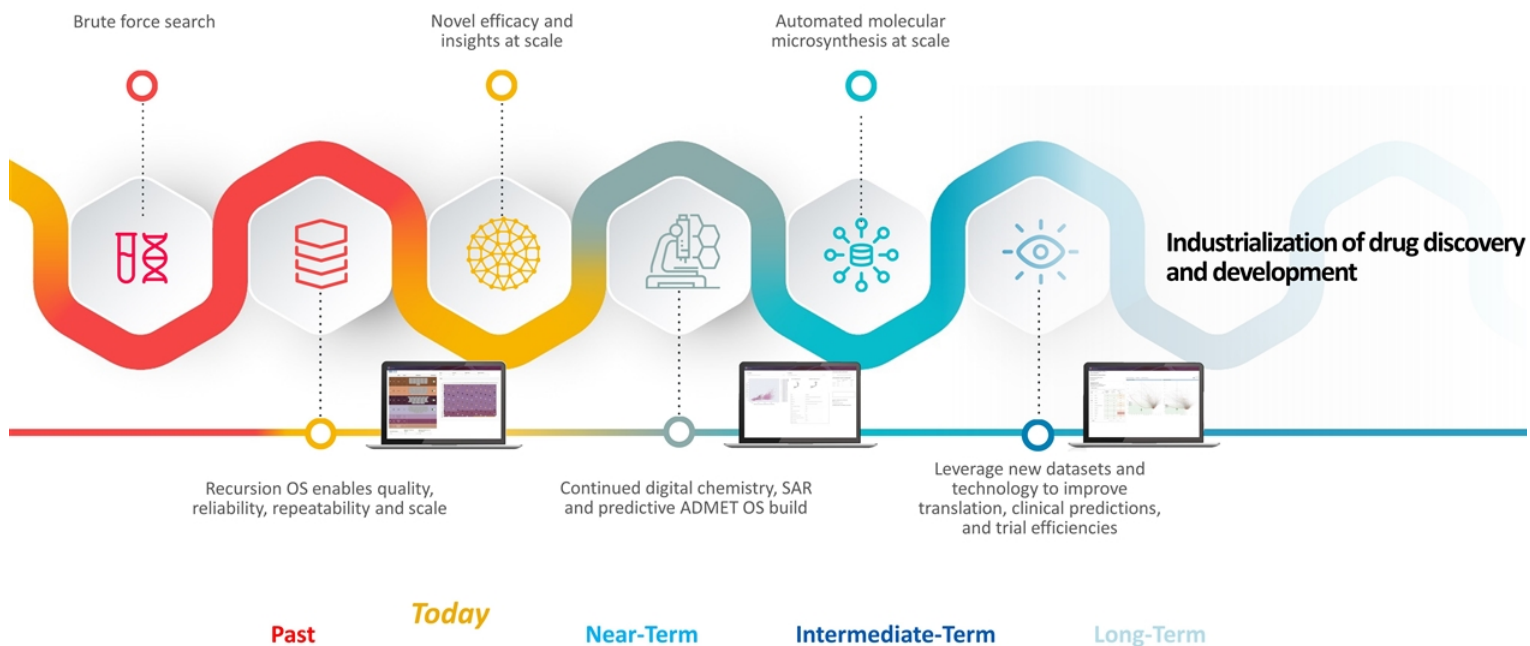 Brute force search
Novel efficacy and
insights at scale
Automated molecular
microsynthesis at scale
Industrialization of drug discovery
and development
Recursion OS enables quality,
reliability, repeatability and scale
Continued digital chemistry, SAR
and predictive ADMET OS build
Leverage new datasets and
technology to improve
translation, clinical predictions,
and trial efficiencies
Past
Today
Near-Term
Intermediate-Term
Long-Term